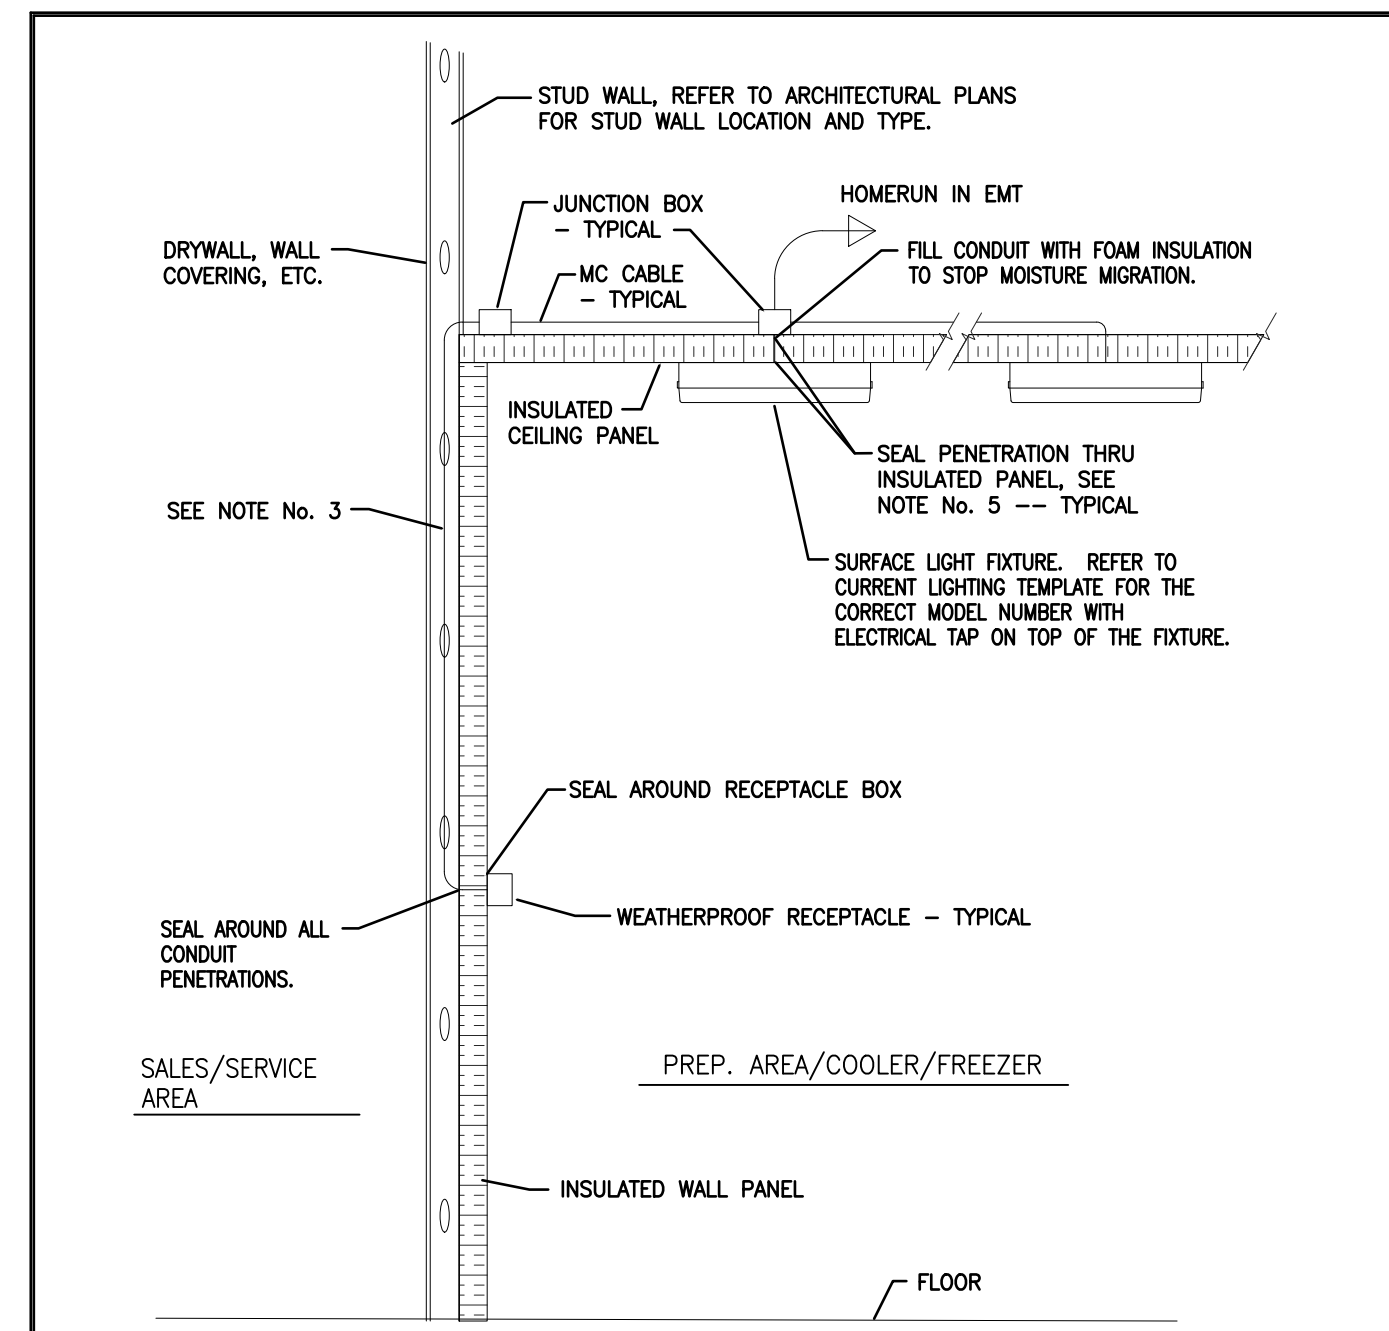 STUD WALL, REFER TO ARCHITECTURAL PLANS
FOR STUD WALL LOCATION AND TYPE.
HOMERUN IN EMT
JUNCTION BOX
- TYPICAL
DRYWALL, WALL
COVERING, ETC.
FILL CONDUIT WITH FOAM INSULATION
TO STOP MOISTURE MIGRATION.
MC CABLE
- TYPICAL
INSULATED
CEILING PANEL
SEAL PENETRATION THRU
INSULATED PANEL, SEE
NOTE No. 5 -- TYPICAL
SEE NOTE No. 3
SURFACE LIGHT FIXTURE. REFER TO
CURRENT LIGHTING TEMPLATE FOR THE
CORRECT MODEL NUMBER WITH
ELECTRICAL TAP ON TOP OF THE FIXTURE.
SEAL AROUND RECEPTACLE BOX
WEATHERPROOF RECEPTACLE - TYPICAL
SEAL AROUND ALL
CONDUIT
PENETRATIONS.
SALES/SERVICE
AREA
PREP. AREA/COOLER/FREEZER
INSULATED WALL PANEL
FLOOR